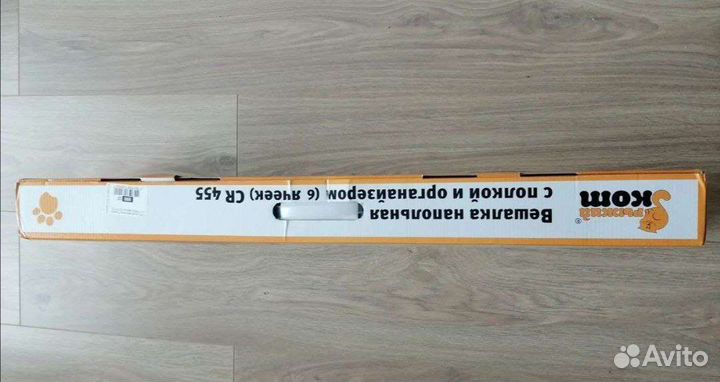 рыжий
кот®
Вешалка напольная
с полкой и органайзером (6 ячеек) CR 455
Avito